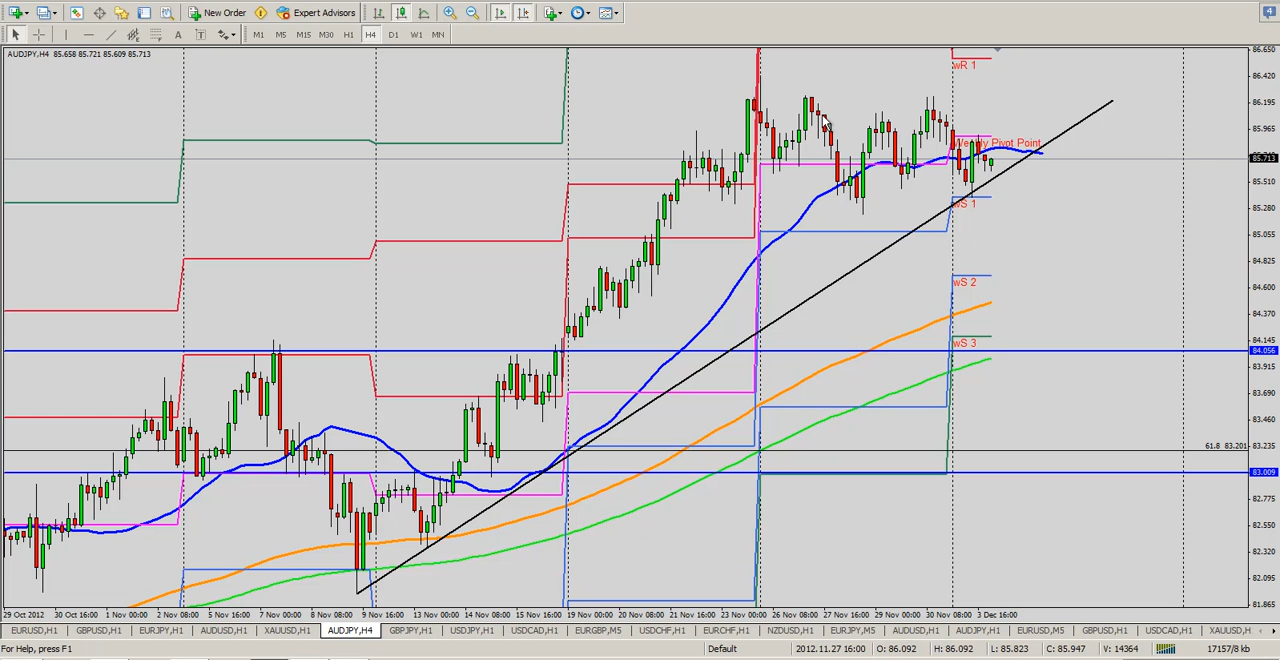 New Order Expert Advisors 4
A T M1 M5 M15 M30 H1 H4 D1 W1 MN
AUDJPY,H4 85.658 85.721 85.609 85.713
86.650
wR 1
86.420
86.195
85.965
Weekly Pivot Point
85.713
85.510
wS 1
85.280
85.055
84.825
wS 2
84.600
84.370
wS 3
84.145
84.056
83.915
83.690
83.460
61.8 83.201
83.235
83.009
82.775
82.550
82.320
82.095
81.865
29 Oct 2012 30 Oct 16:00 1 Nov 00:00 2 Nov 08:00 5 Nov 16:00 7 Nov 00:00 8 Nov 08:00 9 Nov 16:00 13 Nov 00:00 14 Nov 08:00 15 Nov 16:00 19 Nov 00:00 20 Nov 08:00 21 Nov 16:00 23 Nov 00:00 26 Nov 08:00 27 Nov 16:00 29 Nov 00:00 30 Nov 08:00 3 Dec 16:00
EURUSD,H1 GBPUSD,H1 EURJPY,H1 AUDUSD,H1 XAUUSD,H1 AUDJPY,H4 GBPJPY,H1 USDJPY,H1 USDCAD,H1 EURGBP,M5 USDCHF,H1 EURCHF,H1 NZDUSD,H1 EURJPY,M5 AUDUSD,H1 AUDJPY,H1 EURUSD,M5 GBPUSD,H1 USDCAD,H1 XAUUSD,H
For Help, press F1 Default 2012.11.27 16:00 O: 86.092 H: 86.092 L: 85.823 C: 85.947 V: 14364 17157/8 kb